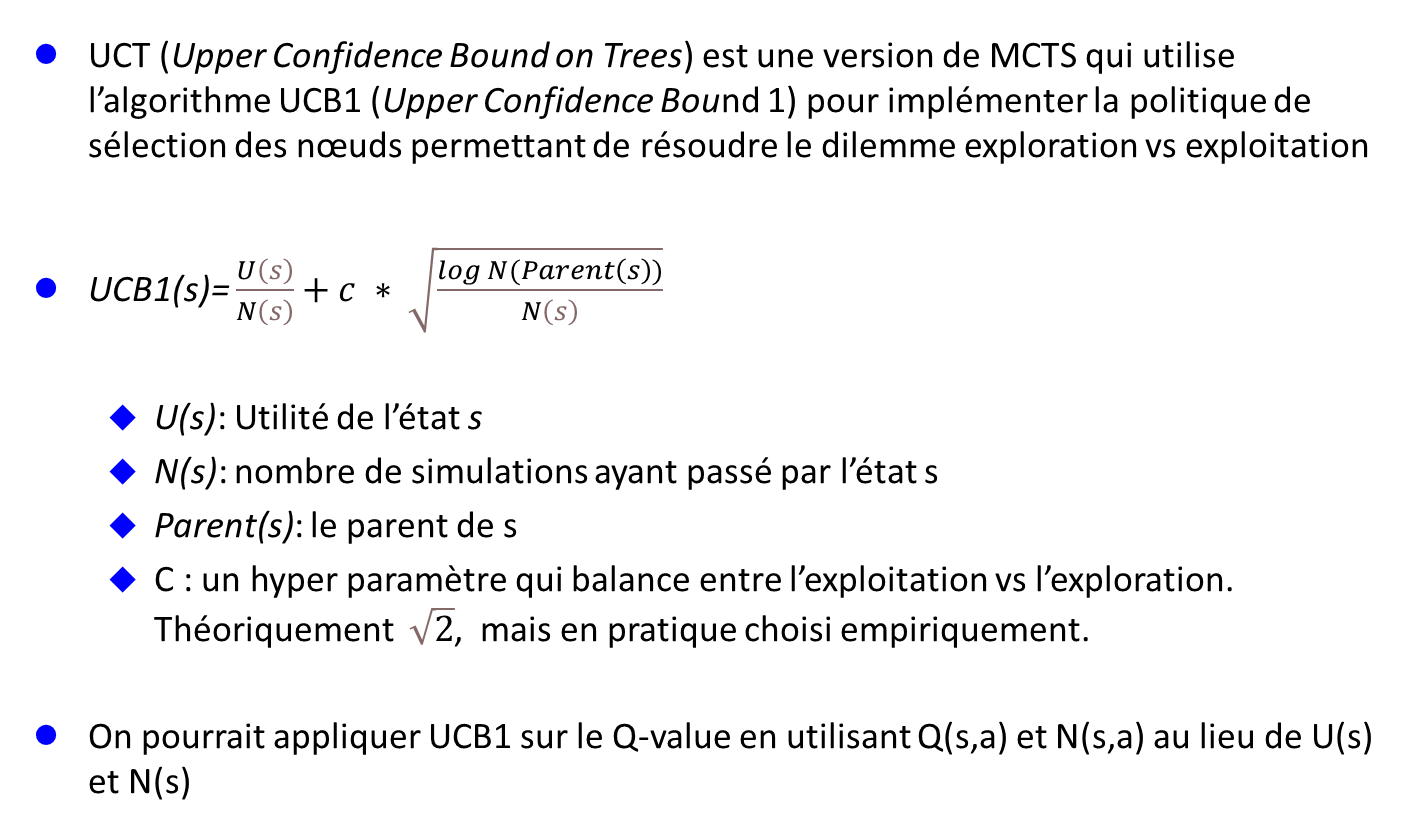 UCT (Upper Confidence Bound on Trees) est une version de MCTS qui utilise
l’algorithme UCB1 (Upper Confidence Bound 1) pour implémenter la politique de
sélection des nœuds permettant de résoudre le dilemme exploration vs exploitation
UCB1(s)= U(s)/N(s) + c * √(log N(Parent(s))/N(s))
U(s): Utilité de l’état s
N(s): nombre de simulations ayant passé par l’état s
Parent(s): le parent de s
C : un hyper paramètre qui balance entre l’exploitation vs l’exploration.
Théoriquement √2, mais en pratique choisi empiriquement.
On pourrait appliquer UCB1 sur le Q-value en utilisant Q(s,a) et N(s,a) au lieu de U(s)
et N(s)